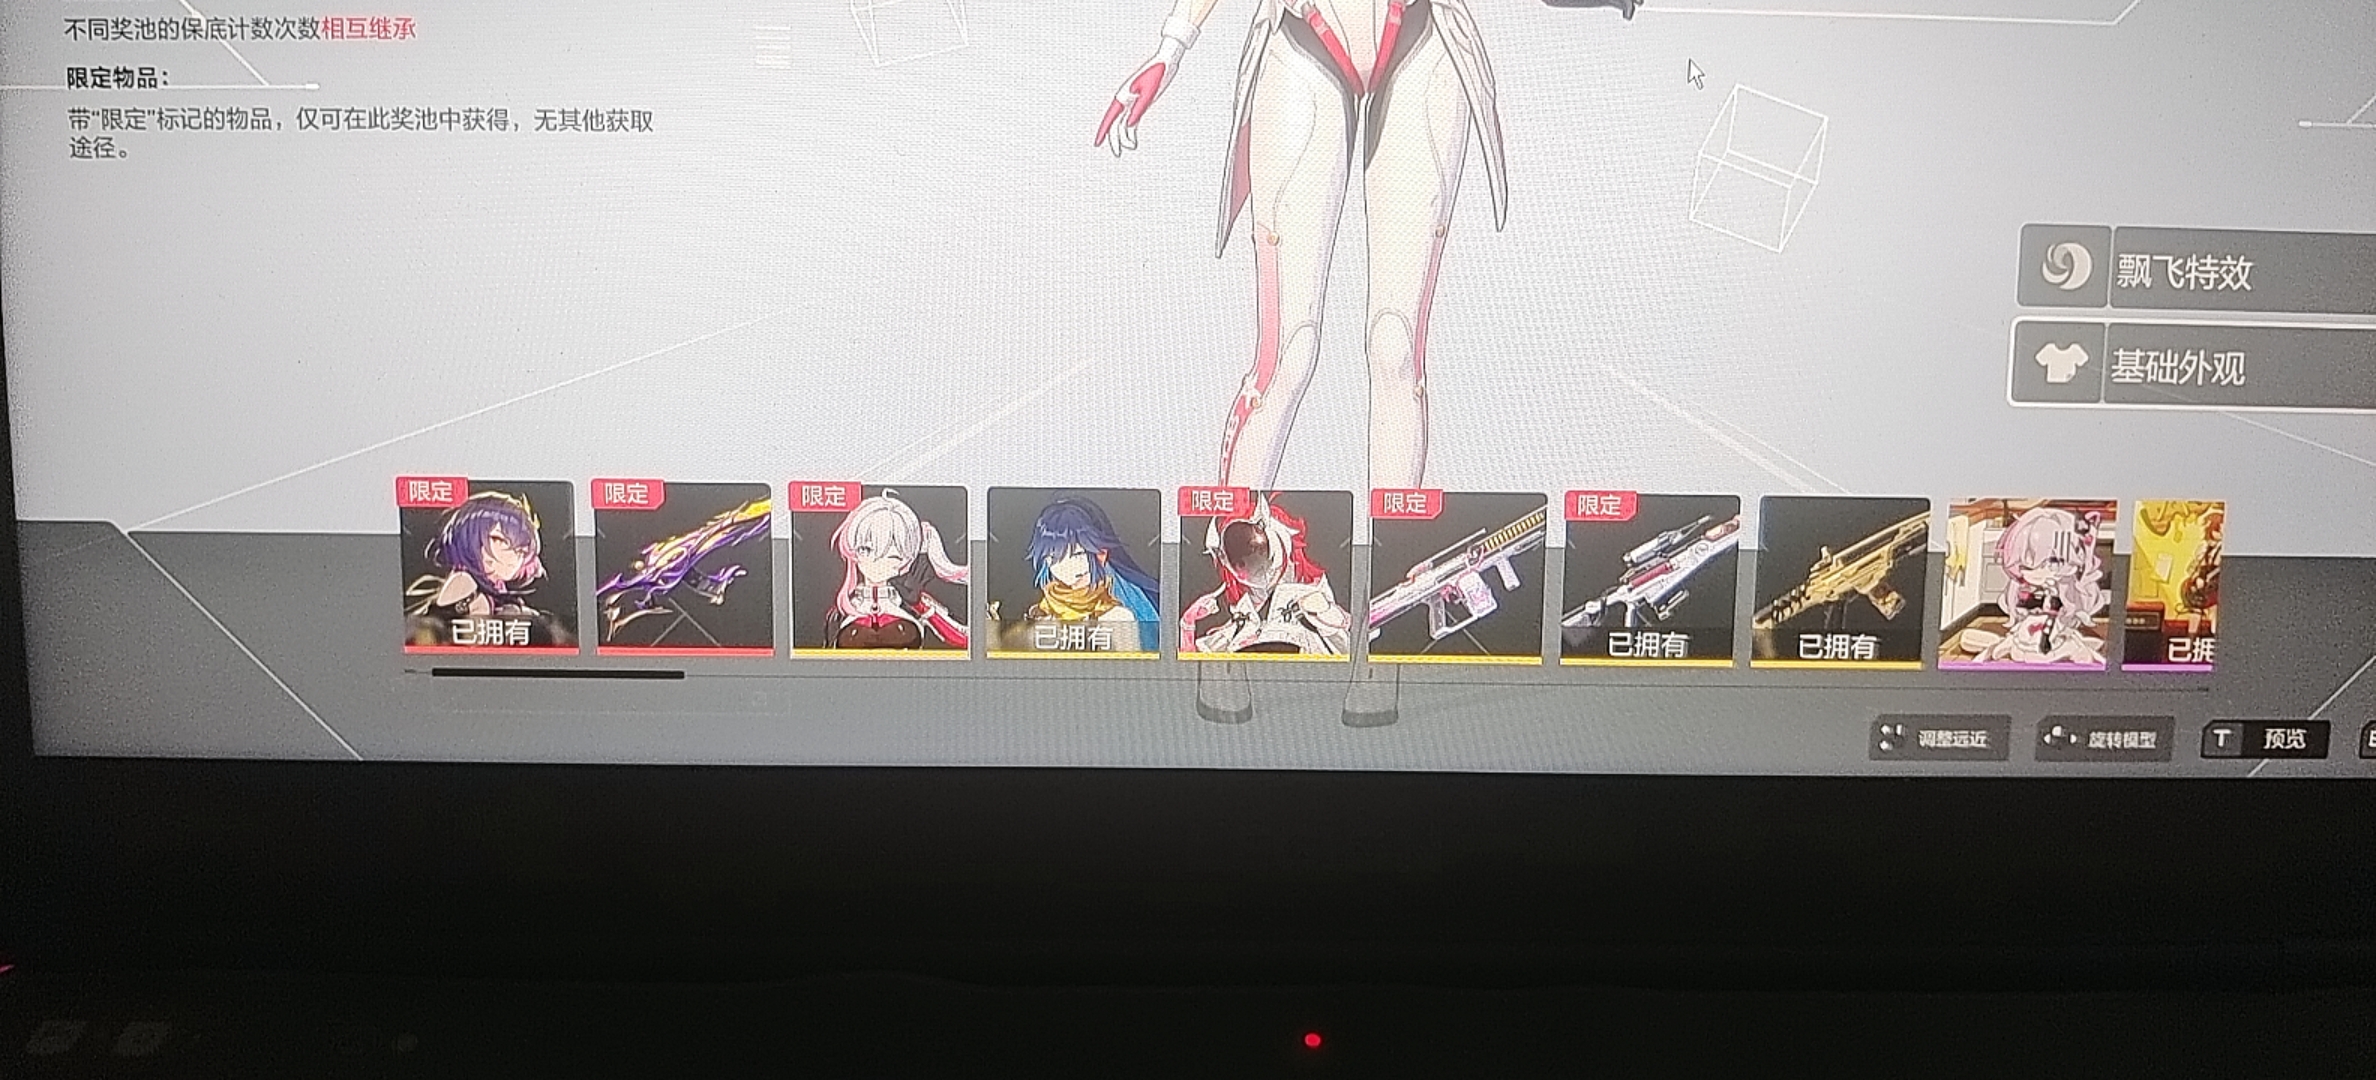 不同奖池的保底计数次数相互继承
限定物品：
带“限定”标记的物品，仅可在此奖池中获得，无其他获取
途径。
飘飞特效
基础外观
限定
限定
限定
限定
限定
限定
已拥有
已拥有
已拥有
已拥有
已拥
调整远近
旋转模型
T 预览